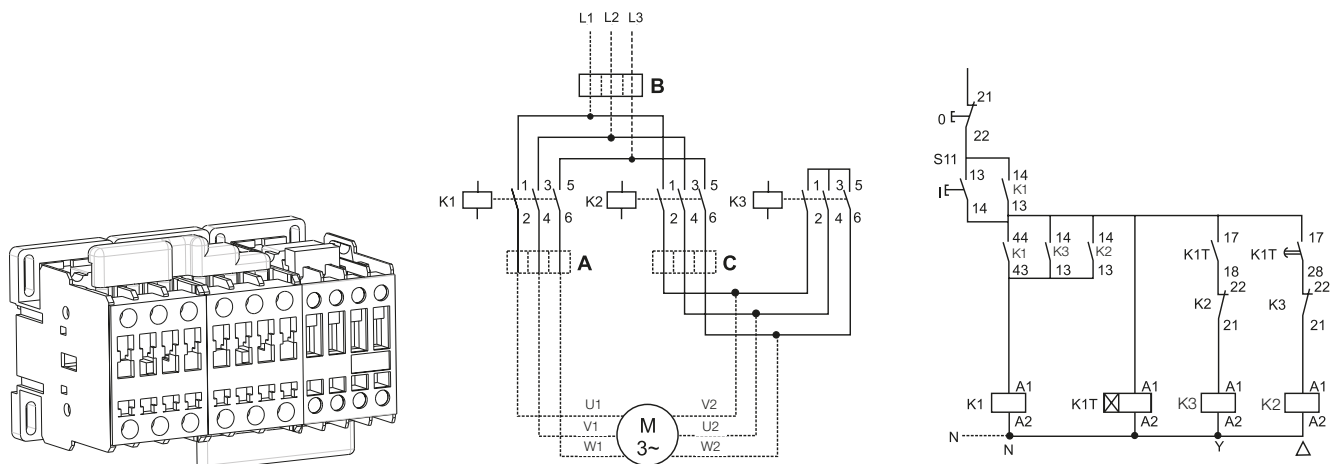 L1 L2 L3
B
K1 1 3 5 K2 1 3 5 K3 1 3 5
2 4 6 2 4 6 2 4 6
A C
U1 V2
V1 U2
W1 W2
M
3~
21
0
22
S11
13 14
K1
I
14 13
44 14 14 17 17
K1 K3 K2 K1T K1T
43 13 13 18 28
22 22
K2 K3
21 21
A1 A1 A1 A1
K1 K1T K3 K2
A2 A2 A2 A2
N N Y △